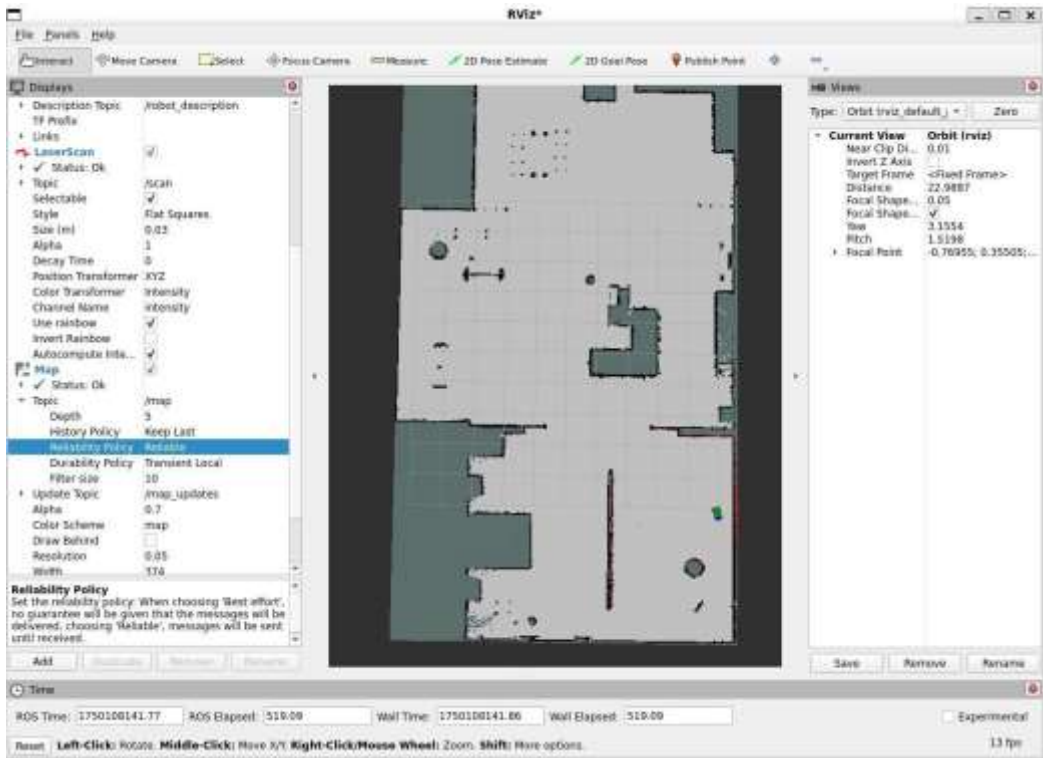 RViz*
File Panels Help
Interact Move Camera Select Focus Camera Measure 2D Pose Estimate 2D Goal Pose Publish Point
Displays
Description Topic /robot_description
TF Prefix
Links
LaserScan
Status: Ok
Topic /scan
Selectable
Style Flat Squares
Size (m) 0.03
Alpha 1
Decay Time 0
Position Transformer XYZ
Color Transformer Intensity
Channel Name intensity
Use rainbow
Invert Rainbow
Autocompute Inte...
Map
Status: Ok
Topic /map
Depth 5
History Policy Keep Last
Reliability Policy Reliable
Durability Policy Transient Local
Filter size 10
Update Topic /map_updates
Alpha 0.7
Color Scheme map
Draw Behind
Resolution 0.05
Width 374
Reliability Policy
Set the reliability policy: When choosing 'Best effort',
no guarantee will be given that the messages will be
delivered, choosing 'Reliable', messages will be sent
until received.
Add Duplicate Remove Rename
Views
Type: Orbit (rviz_default_ Zero
Current View Orbit (rviz)
Near Clip Di... 0.01
Invert Z Axis
Target Frame <Fixed Frame>
Distance 22.9887
Focal Shape... 0.05
Focal Shape...
Yaw 3.1554
Pitch 1.5198
Focal Point -0.76955; 0.35505;...
Save Remove Rename
Time
ROS Time: 1750108141.77 ROS Elapsed: 519.09 Wall Time: 1750108141.86 Wall Elapsed: 519.09 Experimental
Reset Left-Click: Rotate. Middle-Click: Move X/Y. Right-Click/Mouse Wheel: Zoom. Shift: More options. 13 fps